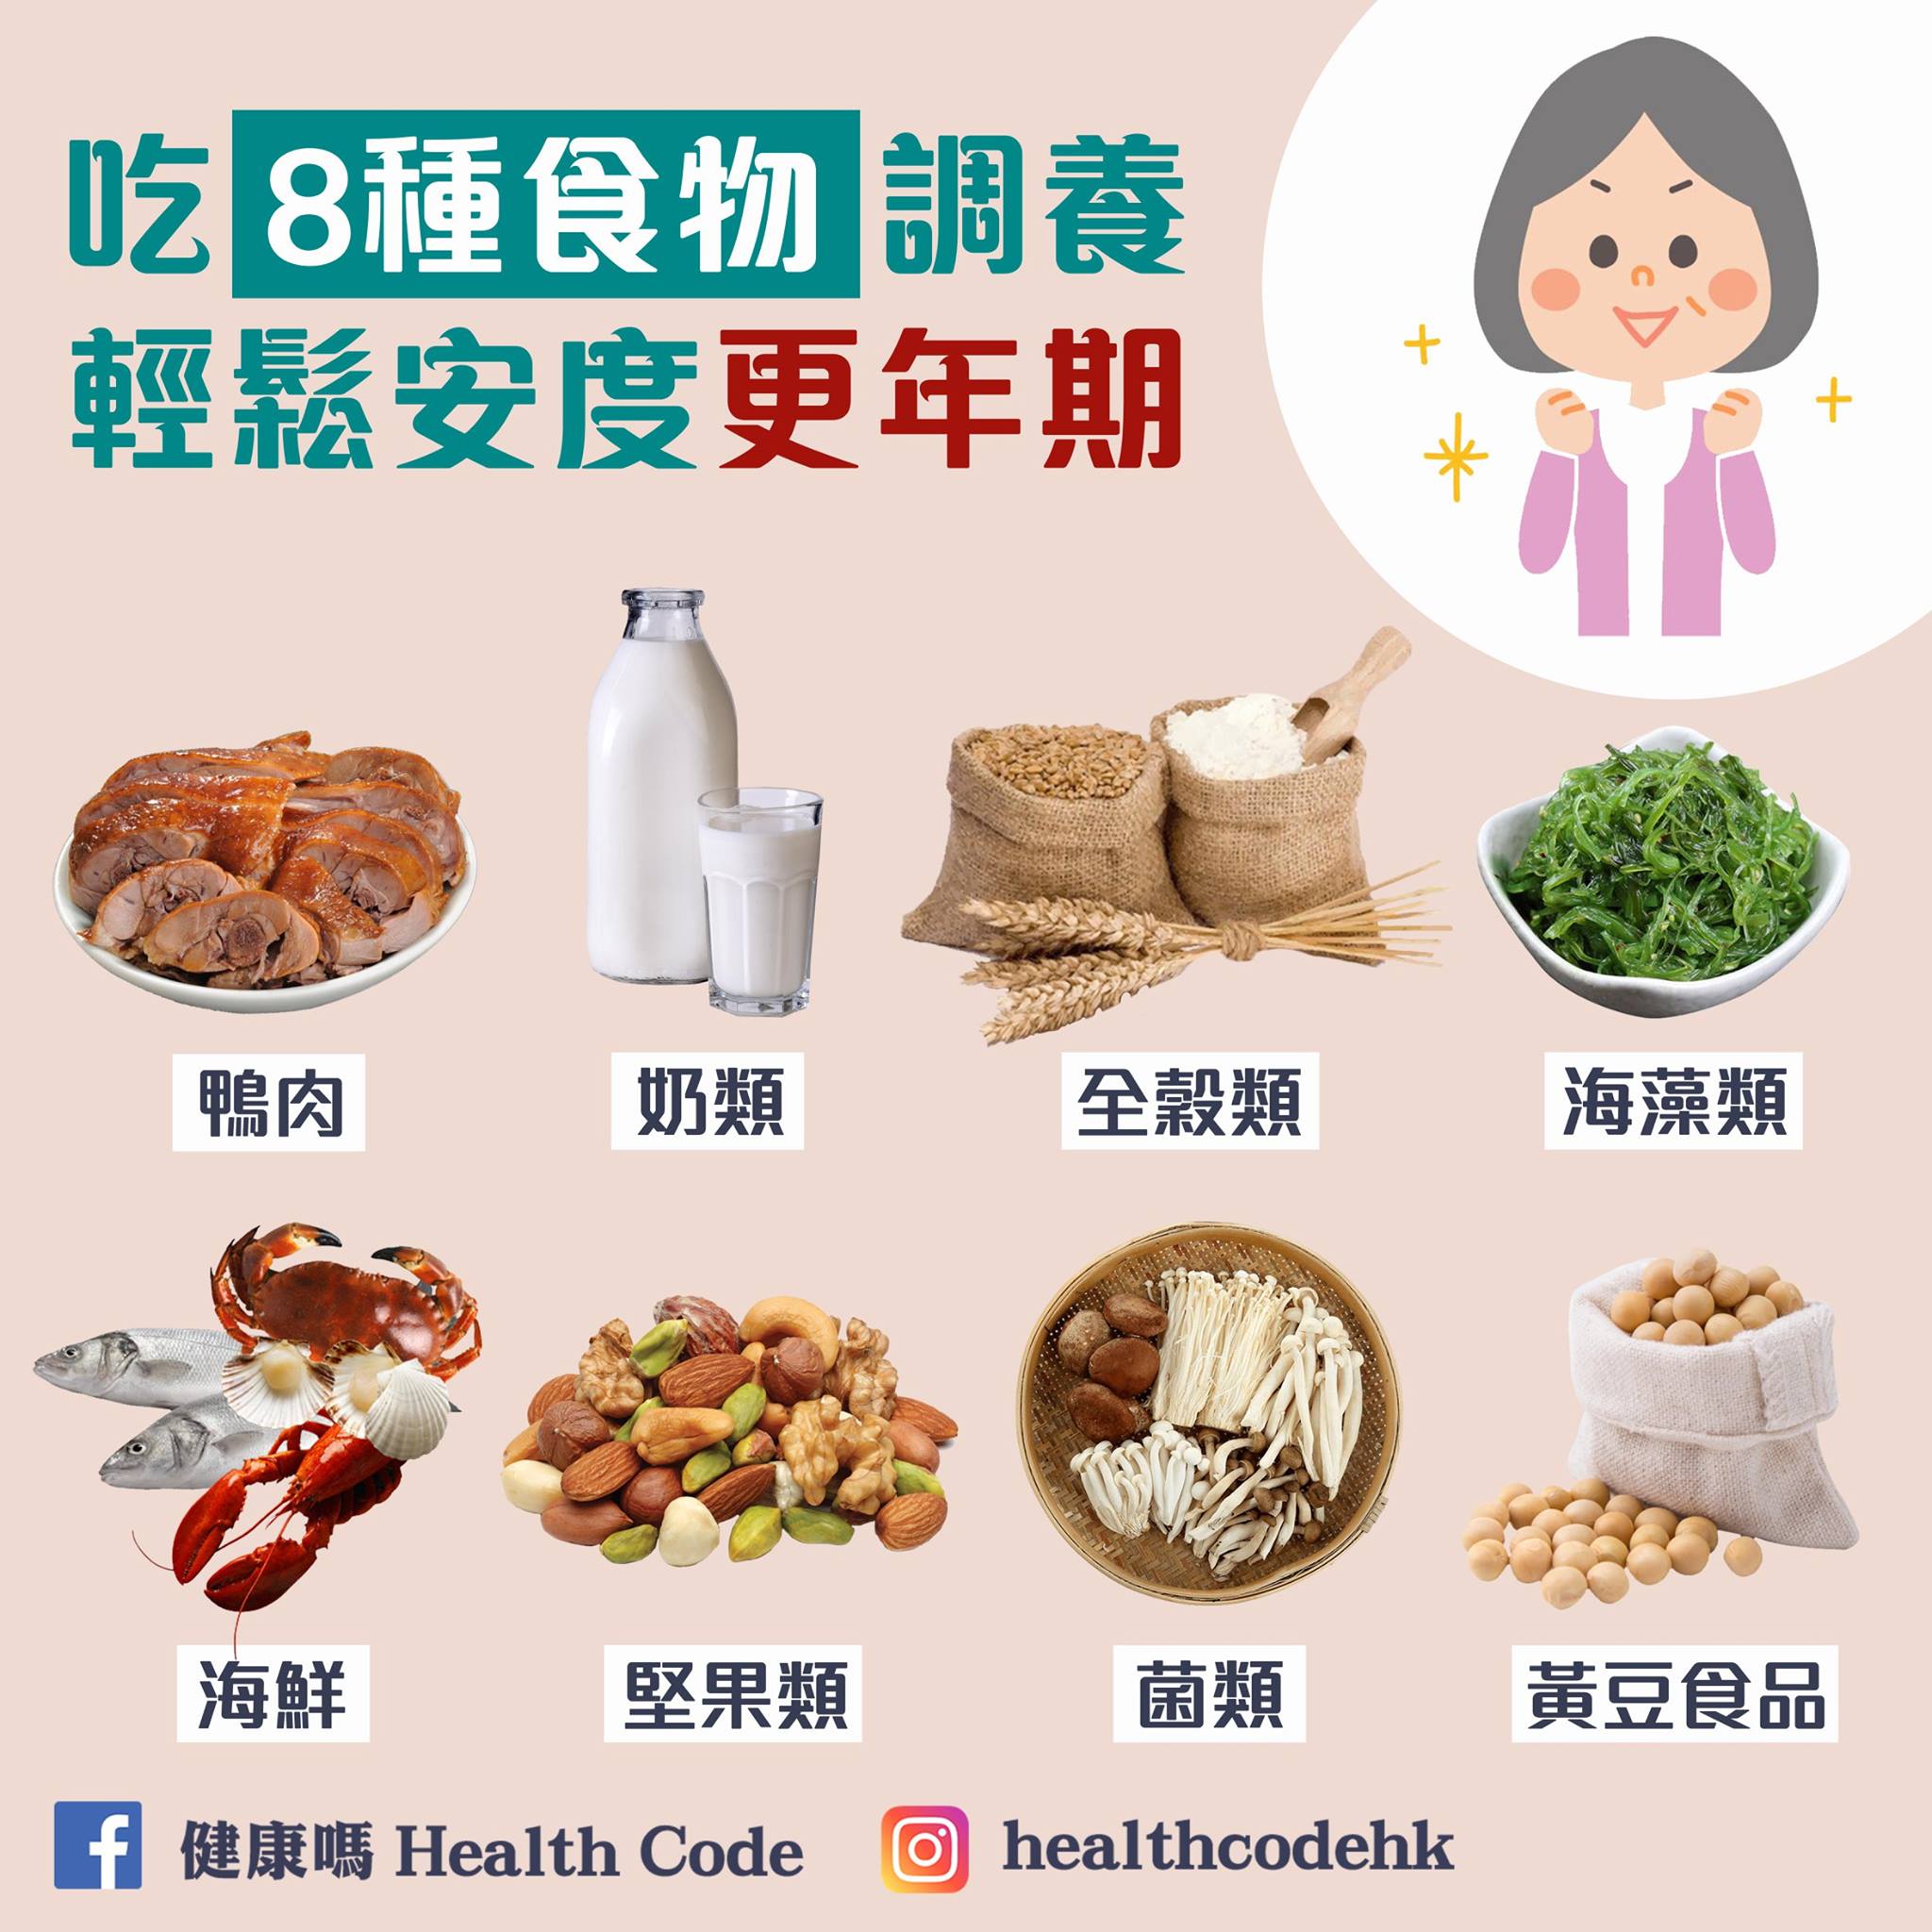 吃8種食物調養
輕鬆安度更年期
鴨肉
奶類
全穀類
海藻類
海鮮
堅果類
菌類
黃豆食品
健康嗎 Health Code
healthcodehk